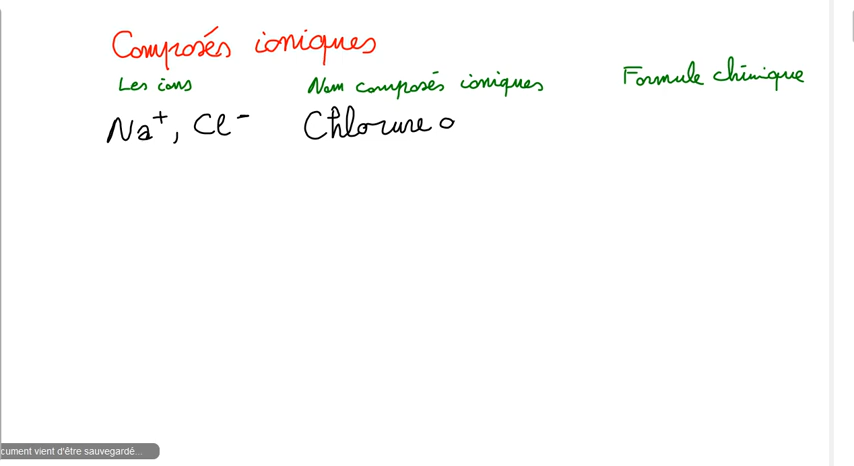 Composés ioniques
Les ions Nom composés ioniques Formule chimique
Na⁺, Cl⁻ Chlorure
cument vient d'être sauvegardé...